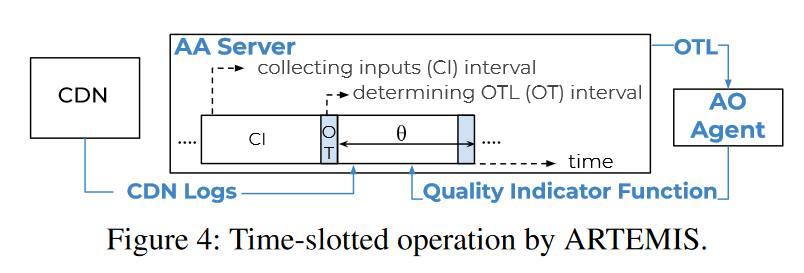 AA Server
OTL
collecting inputs (CI) interval
CDN
determining OTL (OT) interval
AO
Agent
....
CI
O
T
θ
....
time
CDN Logs
Quality Indicator Function
Figure 4: Time-slotted operation by ARTEMIS.